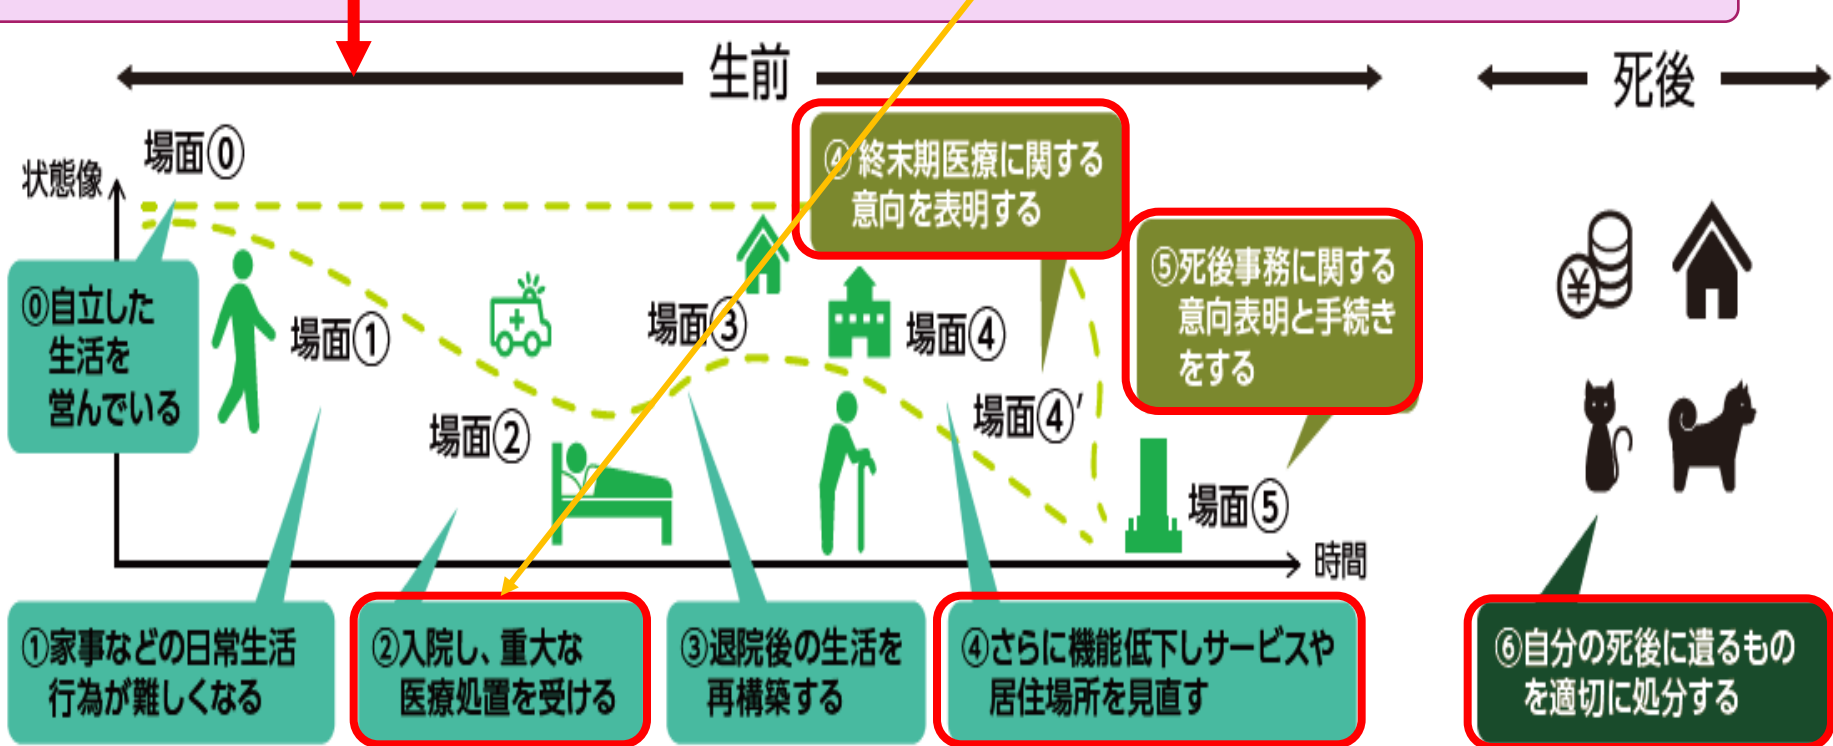 生前
死後
状態像
場面⓪
④終末期医療に関する
意向を表明する
⑤死後事務に関する
意向表明と手続き
をする
⓪自立した
生活を
営んでいる
場面①
場面③
場面④
場面②
場面④'
場面⑤
時間
①家事などの日常生活
行為が難しくなる
②入院し、重大な
医療処置を受ける
③退院後の生活を
再構築する
④さらに機能低下しサービスや
居住場所を見直す
⑥自分の死後に遺るもの
を適切に処分する
¥